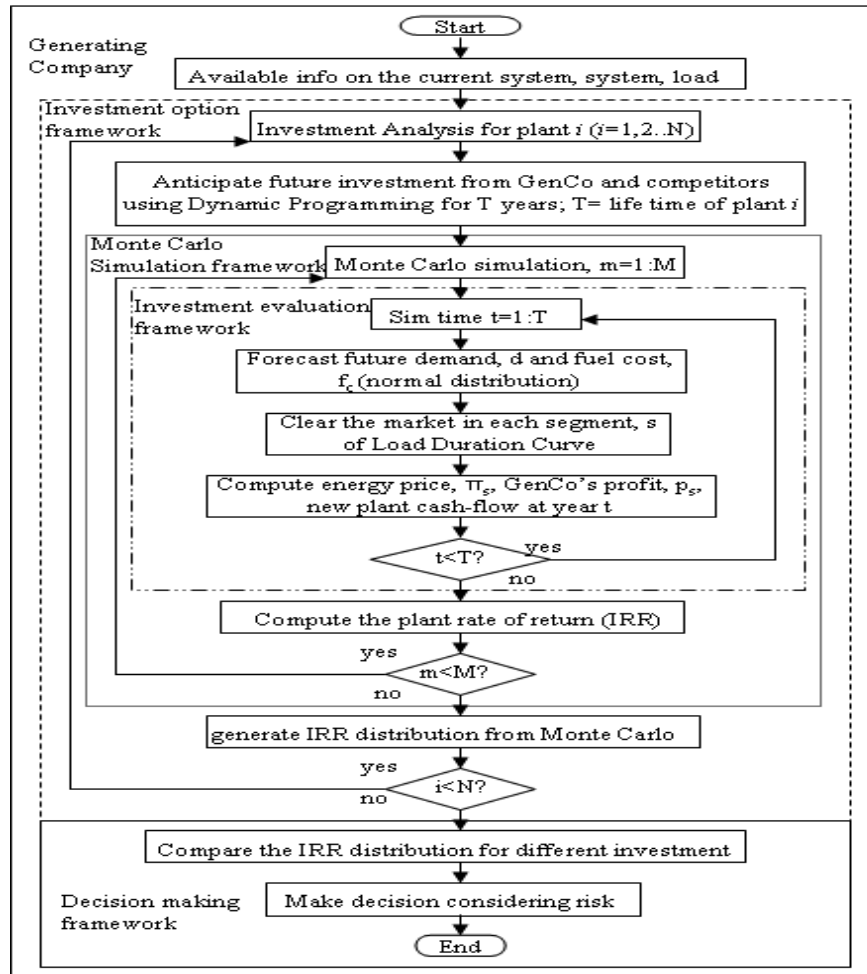 Start
Generating
Company
Available info on the current system, system, load
Investment option
framework
Investment Analysis for plant i (i=1,2..N)
Anticipate future investment from GenCo and competitors
using Dynamic Programming for T years; T= life time of plant i
Monte Carlo
Simulation framework
Monte Carlo simulation, m=1:M
Investment evaluation
framework
Sim time t=1:T
Forecast future demand, d and fuel cost,
fc (normal distribution)
Clear the market in each segment, s
of Load Duration Curve
Compute energy price, πs, GenCo's profit, ps,
new plant cash-flow at year t
t<T?
yes
no
Compute the plant rate of return (IRR)
yes
m<M?
no
generate IRR distribution from Monte Carlo
yes
i<N?
no
Compare the IRR distribution for different investment
Decision making
framework
Make decision considering risk
End